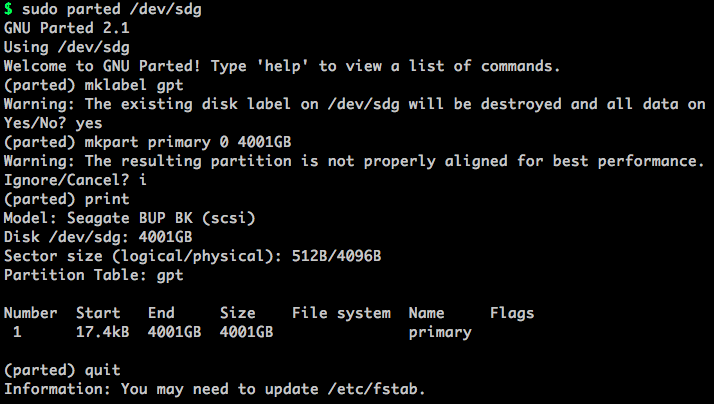 $ sudo parted /dev/sdg
GNU Parted 2.1
Using /dev/sdg
Welcome to GNU Parted! Type 'help' to view a list of commands.
(parted) mklabel gpt
Warning: The existing disk label on /dev/sdg will be destroyed and all data on
Yes/No? yes
(parted) mkpart primary 0 4001GB
Warning: The resulting partition is not properly aligned for best performance.
Ignore/Cancel? i
(parted) print
Model: Seagate BUP BK (scsi)
Disk /dev/sdg: 4001GB
Sector size (logical/physical): 512B/4096B
Partition Table: gpt
Number  Start   End     Size    File system  Name     Flags
 1      17.4kB  4001GB  4001GB               primary
(parted) quit
Information: You may need to update /etc/fstab.